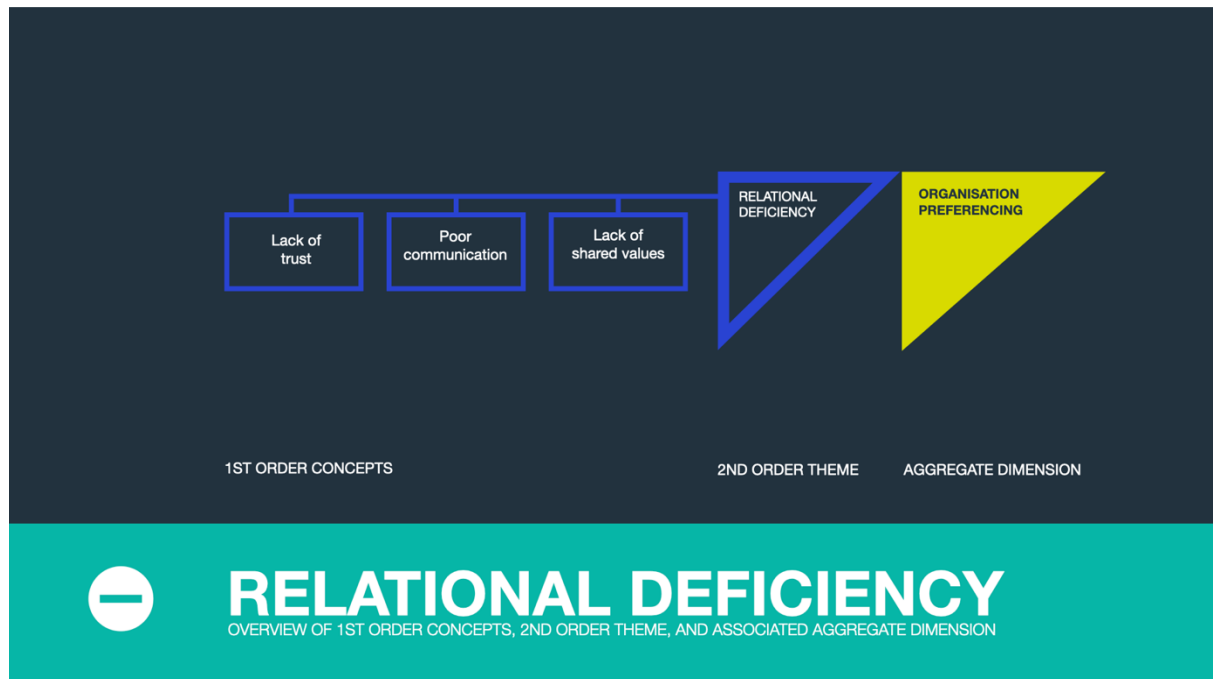 Lack of
trust
Poor
communication
Lack of
shared values
RELATIONAL
DEFICIENCY
ORGANISATION
PREFERENCING
1ST ORDER CONCEPTS
2ND ORDER THEME
AGGREGATE DIMENSION
RELATIONAL DEFICIENCY
OVERVIEW OF 1ST ORDER CONCEPTS, 2ND ORDER THEME, AND ASSOCIATED AGGREGATE DIMENSION